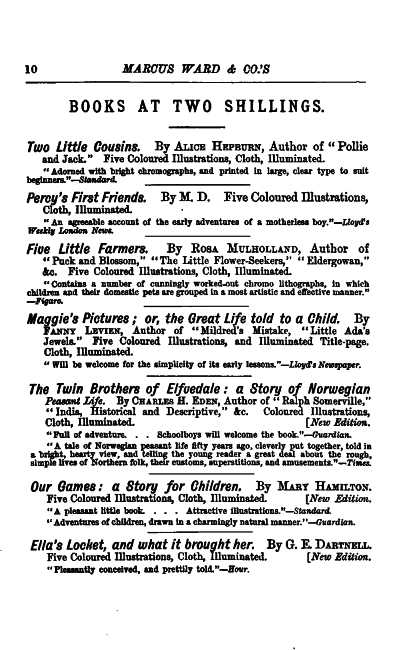 10 MARCUS WARD & CO.'S
BOOKS AT TWO SHILLINGS.
Two Little Cousins. By ALICE HEPBURN, Author of "Pollie
and Jack." Five Coloured Illustrations, Cloth, Illuminated.
"Adorned with bright chromographs, and printed in large, clear type to suit
beginners."—Standard.
Percy's First Friends. By M. D. Five Coloured Illustrations,
Cloth, Illuminated.
"An agreeable account of the early adventures of a motherless boy."—Lloyd's
Weekly London News.
Five Little Farmers. By ROSA MULHOLLAND, Author of
"Puck and Blossom," "The Little Flower-Seekers," "Eldergowan,"
&c. Five Coloured Illustrations, Cloth, Illuminated.
"Contains a number of cunningly worked-out chromo lithographs, in which
children and their domestic pets are grouped in a most artistic and effective manner."
—Figaro.
Maggie's Pictures; or, the Great Life told to a Child. By
FANNY LEVIEN, Author of "Mildred's Mistake, "Little Ada's
Jewels." Five Coloured Illustrations, and Illuminated Title-page.
Cloth, Illuminated.
"Will be welcome for the simplicity of its early lessons."—Lloyd's Newspaper.
The Twin Brothers of Elfvedale: a Story of Norwegian
Peasant Life. By CHARLES H. EDEN, Author of "Ralph Somerville,"
"India, Historical and Descriptive," &c. Coloured Illustrations,
Cloth, Illuminated. [New Edition.
"Full of adventure. . . Schoolboys will welcome the book."—Guardian.
"A tale of Norwegian peasant life fifty years ago, cleverly put together, told in
a bright, hearty view, and telling the young reader a great deal about the rough,
simple lives of Northern folk, their customs, superstitions, and amusements."—Times.
Our Games: a Story for Children. By MARY HAMILTON.
Five Coloured Illustrations, Cloth, Illuminated. [New Edition.
"A pleasant little book. . . . Attractive illustrations."—Standard.
"Adventures of children, drawn in a charmingly natural manner."—Guardian.
Ella's Locket, and what it brought her. By G. E. DARTNELL.
Five Coloured Illustrations, Cloth, Illuminated. [New Edition.
"Pleasantly conceived, and prettily told."—Hour.